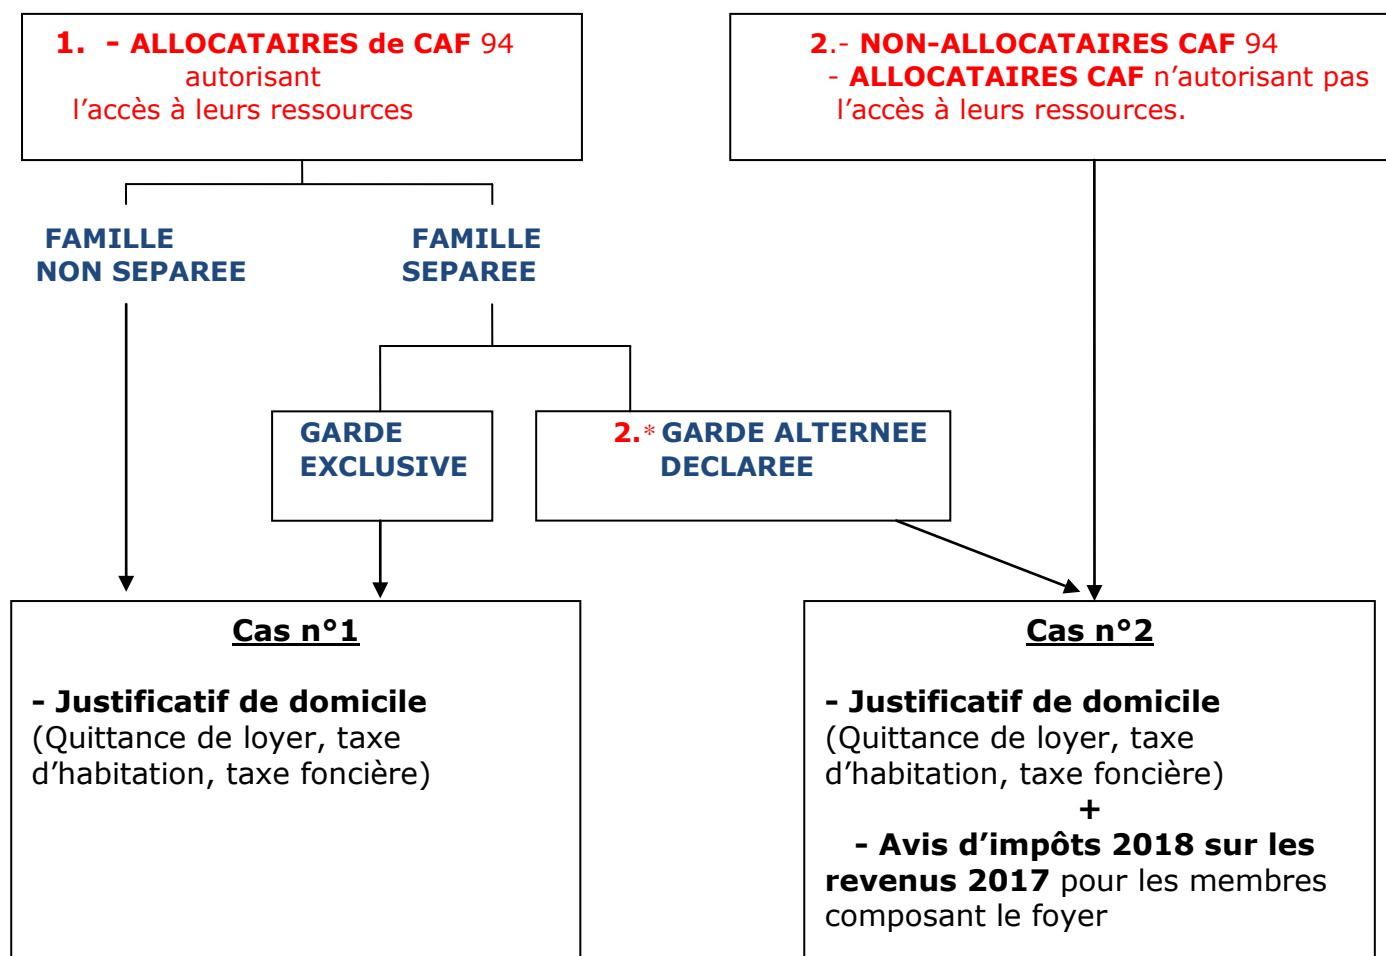 1. - ALLOCATAIRES de CAF 94
autorisant
l’accès à leurs ressources
2.- NON-ALLOCATAIRES CAF 94
- ALLOCATAIRES CAF n’autorisant pas
l’accès à leurs ressources.
FAMILLE
NON SEPAREE
FAMILLE
SEPAREE
GARDE
EXCLUSIVE
2.* GARDE ALTERNEE
DECLAREE
Cas n°1
- Justificatif de domicile
(Quittance de loyer, taxe
d’habitation, taxe foncière)
Cas n°2
- Justificatif de domicile
(Quittance de loyer, taxe
d’habitation, taxe foncière)
+
- Avis d’impôts 2018 sur les
revenus 2017 pour les membres
composant le foyer